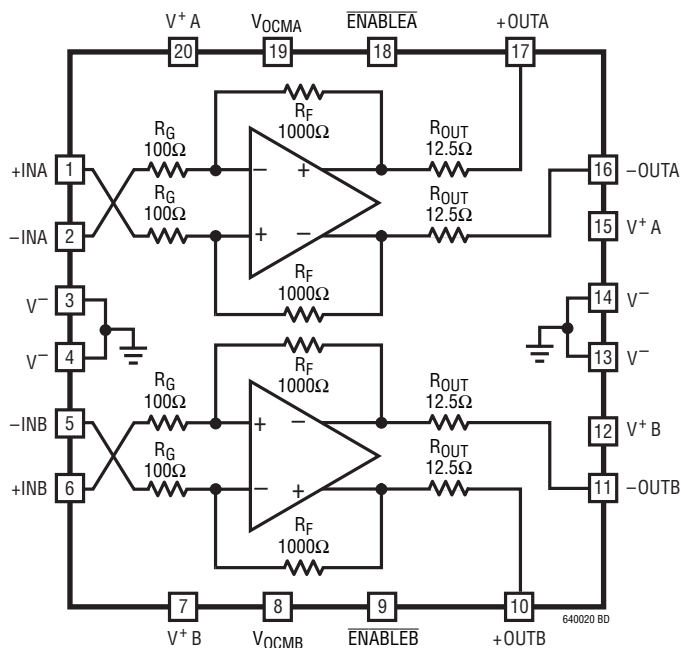 V+A
VOCMA
ENABLEA
+OUTA
20
19
18
17
RF
1000Ω
RG
100Ω
ROUT
12.5Ω
+INA
1
−
+
16
−OUTA
RG
100Ω
ROUT
12.5Ω
−INA
2
+
−
15
V+A
RF
1000Ω
V−
3
14
V−
V−
4
13
V−
RF
1000Ω
RG
100Ω
ROUT
12.5Ω
−INB
5
+
−
12
V+B
RG
100Ω
ROUT
12.5Ω
+INB
6
−
+
11
−OUTB
RF
1000Ω
7
8
9
10
640020 BD
V+B
VOCMB
ENABLEB
+OUTB